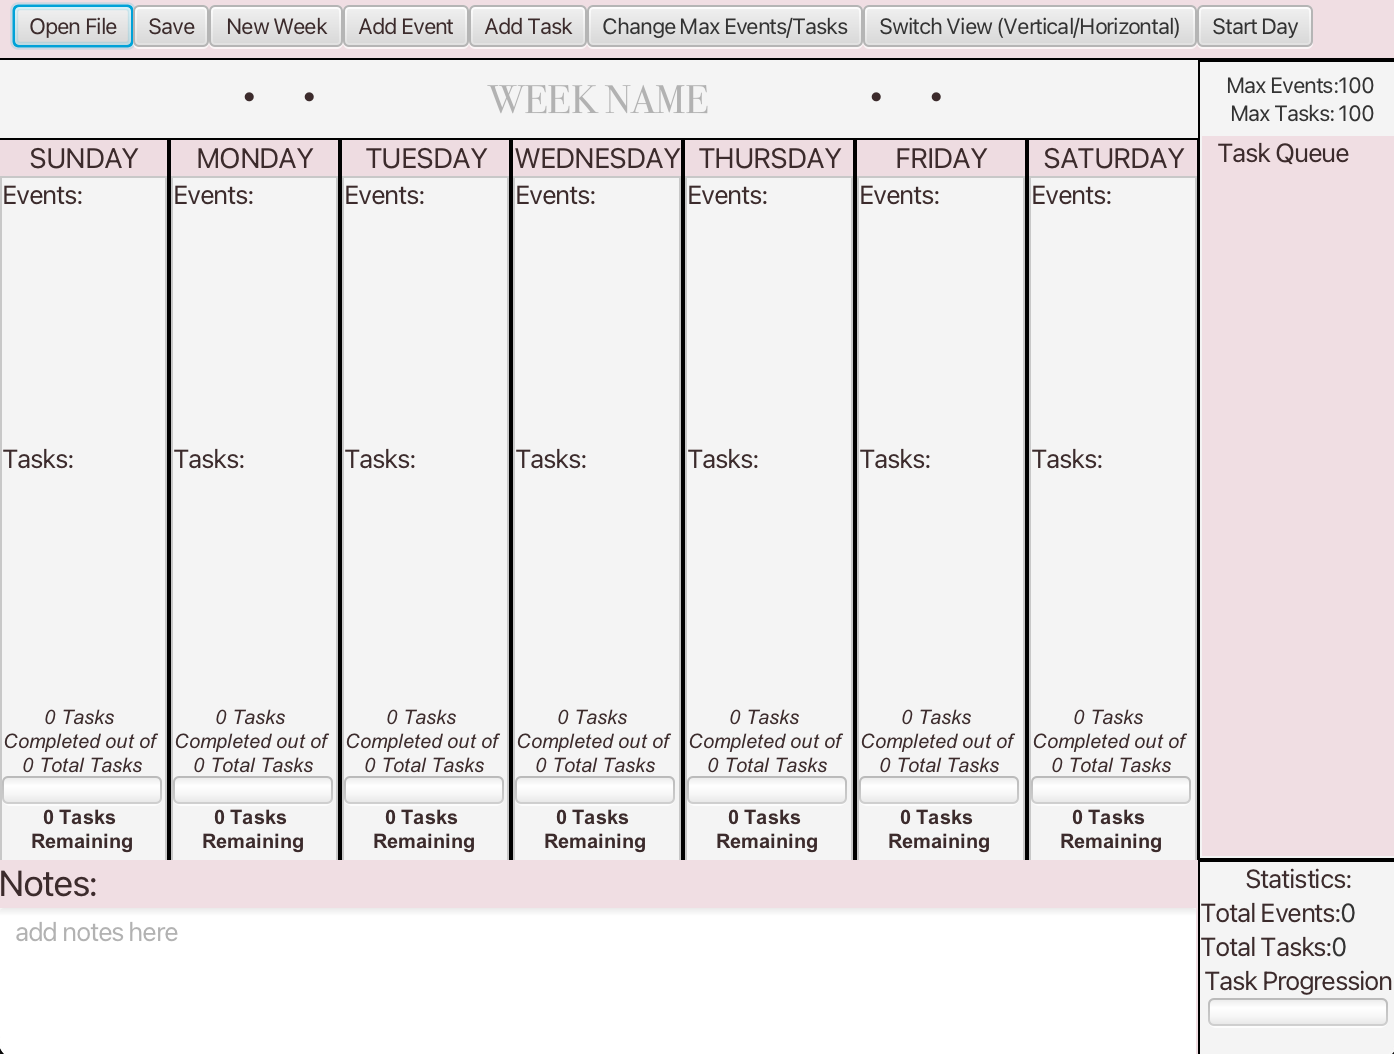 Open File Save New Week Add Event Add Task Change Max Events/Tasks Switch View (Vertical/Horizontal) Start Day
• • WEEK NAME • •
Max Events:100
Max Tasks: 100
SUNDAY MONDAY TUESDAY WEDNESDAY THURSDAY FRIDAY SATURDAY
Task Queue
Events: Events: Events: Events: Events: Events: Events:
Tasks: Tasks: Tasks: Tasks: Tasks: Tasks: Tasks:
0 Tasks 0 Tasks 0 Tasks 0 Tasks 0 Tasks 0 Tasks 0 Tasks
Completed out of Completed out of Completed out of Completed out of Completed out of Completed out of Completed out of
0 Total Tasks 0 Total Tasks 0 Total Tasks 0 Total Tasks 0 Total Tasks 0 Total Tasks 0 Total Tasks
0 Tasks 0 Tasks 0 Tasks 0 Tasks 0 Tasks 0 Tasks 0 Tasks
Remaining Remaining Remaining Remaining Remaining Remaining Remaining
Notes:
add notes here
Statistics:
Total Events:0
Total Tasks:0
Task Progression